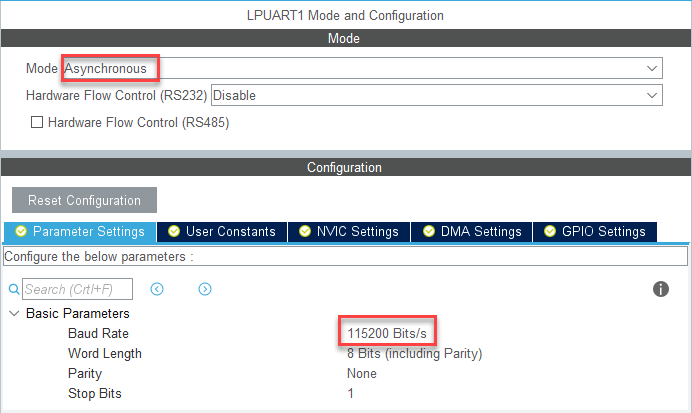 LPUART1 Mode and Configuration
Mode
Mode Asynchronous
Hardware Flow Control (RS232) Disable
Hardware Flow Control (RS485)
Configuration
Reset Configuration
Parameter Settings User Constants NVIC Settings DMA Settings GPIO Settings
Configure the below parameters :
Search (CrtI+F)
Basic Parameters
Baud Rate 115200 Bits/s
Word Length 8 Bits (including Parity)
Parity None
Stop Bits 1